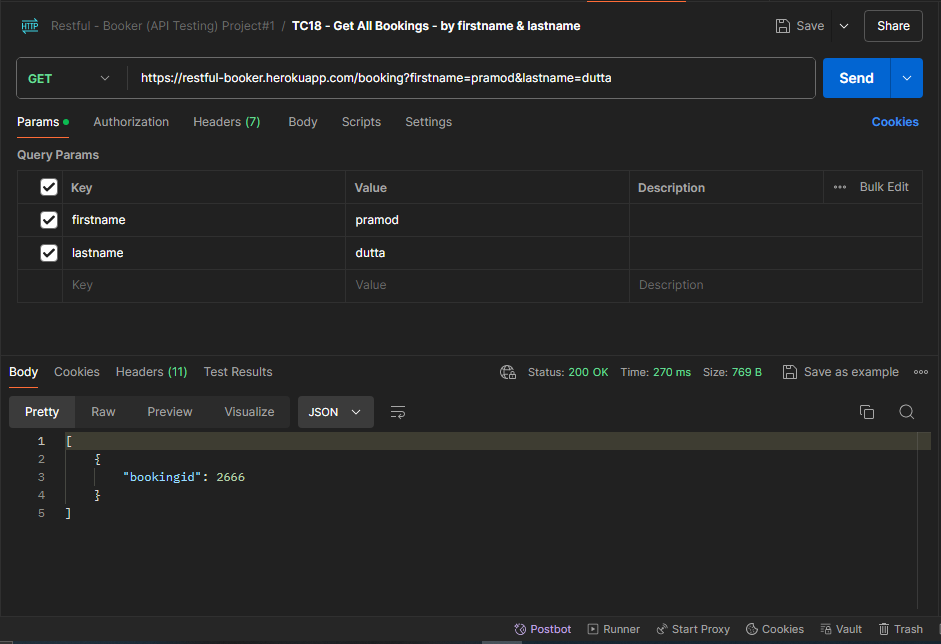 HTTP Restful - Booker (API Testing) Project#1 / TC18 - Get All Bookings - by firstname & lastname Save Share
GET https://restful-booker.herokuapp.com/booking?firstname=pramod&lastname=dutta Send
Params Authorization Headers (7) Body Scripts Settings Cookies
Query Params
Key Value Description Bulk Edit
firstname pramod
lastname dutta
Key Value Description
Body Cookies Headers (11) Test Results Status: 200 OK Time: 270 ms Size: 769 B Save as example
Pretty Raw Preview Visualize JSON
1 [
2 {
3 "bookingid": 2666
4 }
5 ]
Postbot Runner Start Proxy Cookies Vault Trash